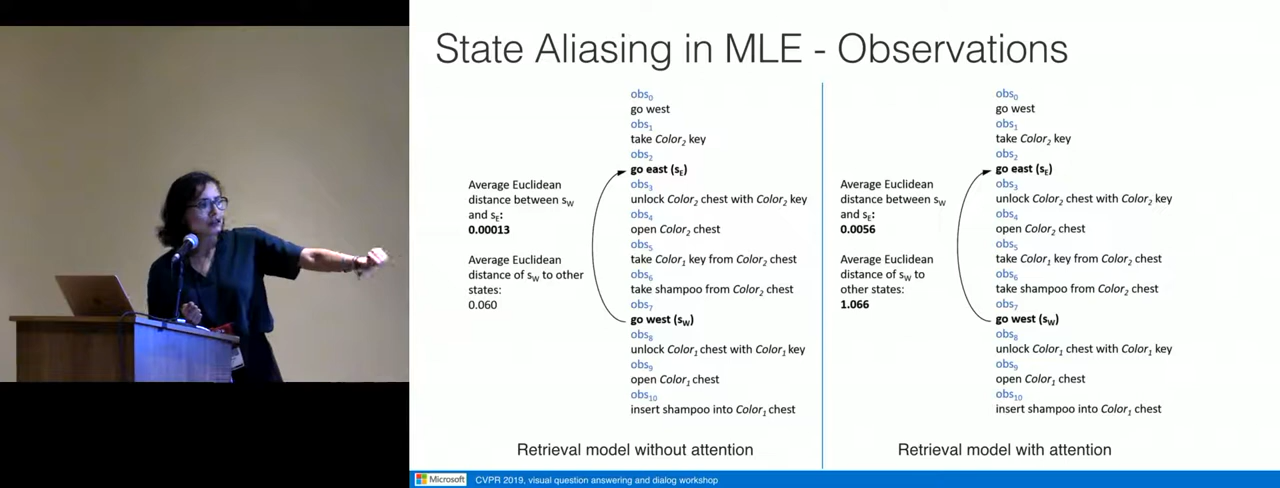 State Aliasing in MLE - Observations
obs0
go west
obs1
take Color2 key
obs2
go east (sE)
obs3
unlock Color2 chest with Color2 key
obs4
open Color2 chest
obs5
take Color1 key from Color2 chest
obs6
take shampoo from Color2 chest
obs7
go west (sW)
obs8
unlock Color1 chest with Color1 key
obs9
open Color1 chest
obs10
insert shampoo into Color1 chest
Average Euclidean
distance between sW
and sE:
0.00013
Average Euclidean
distance of sW to other
states:
0.060
Retrieval model without attention
obs0
go west
obs1
take Color2 key
obs2
go east (sE)
obs3
unlock Color2 chest with Color2 key
obs4
open Color2 chest
obs5
take Color1 key from Color2 chest
obs6
take shampoo from Color2 chest
obs7
go west (sW)
obs8
unlock Color1 chest with Color1 key
obs9
open Color1 chest
obs10
insert shampoo into Color1 chest
Average Euclidean
distance between sW
and sE:
0.0056
Average Euclidean
distance of sW to
other states:
1.066
Retrieval model with attention
Microsoft
CVPR 2019, visual question answering and dialog workshop